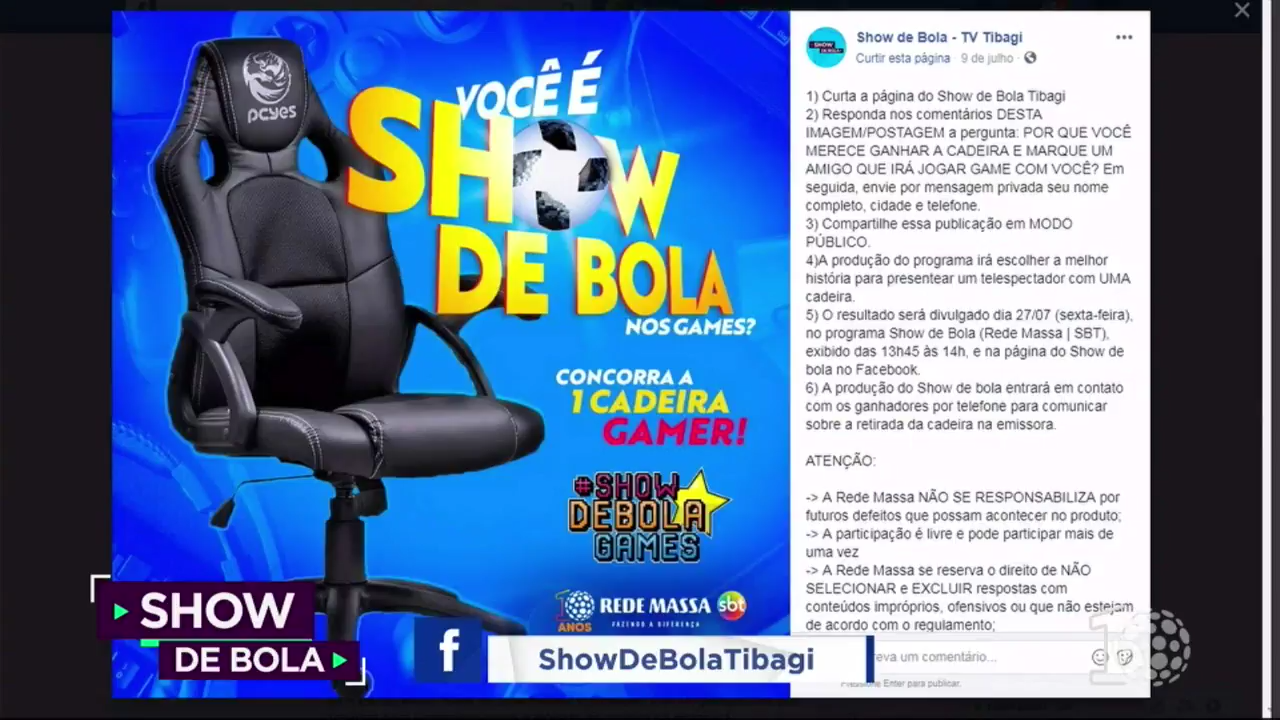 pcyes
VOCÊ É
SHOW
DE BOLA
NOS GAMES?
CONCORRA A
1 CADEIRA
GAMER!
#SHOW
DEBOLA
GAMES
10
ANOS
REDE MASSA
FAZENDO A DIFERENÇA
sbt
Show de Bola - TV Tibagi
Curtir esta página · 9 de julho ·
1) Curta a página do Show de Bola Tibagi
2) Responda nos comentários DESTA
IMAGEM/POSTAGEM a pergunta: POR QUE VOCÊ
MERECE GANHAR A CADEIRA E MARQUE UM
AMIGO QUE IRÁ JOGAR GAME COM VOCÊ? Em
seguida, envie por mensagem privada seu nome
completo, cidade e telefone.
3) Compartilhe essa publicação em MODO
PÚBLICO.
4)A produção do programa irá escolher a melhor
história para presentear um telespectador com UMA
cadeira.
5) O resultado será divulgado dia 27/07 (sexta-feira),
no programa Show de Bola (Rede Massa | SBT),
exibido das 13h45 às 14h, e na página do Show de
bola no Facebook.
6) A produção do Show de bola entrará em contato
com os ganhadores por telefone para comunicar
sobre a retirada da cadeira na emissora.
ATENÇÃO:
-> A Rede Massa NÃO SE RESPONSABILIZA por
futuros defeitos que possam acontecer no produto;
-> A participação é livre e pode participar mais de
uma vez
-> A Rede Massa se reserva o direito de NÃO
SELECIONAR e EXCLUIR respostas com
conteúdos impróprios, ofensivos ou que não estejam
de acordo com o regulamento;
reva um comentário...
Pressione Enter para publicar.
SHOW
DE BOLA
f
ShowDeBolaTibagi
10